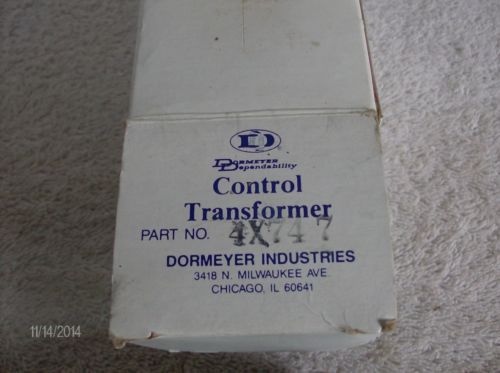 D
DORMEYER
Dependability
Control
Transformer
PART NO. 4X747
DORMEYER INDUSTRIES
3418 N. MILWAUKEE AVE.
CHICAGO, IL 60641
11/14/2014